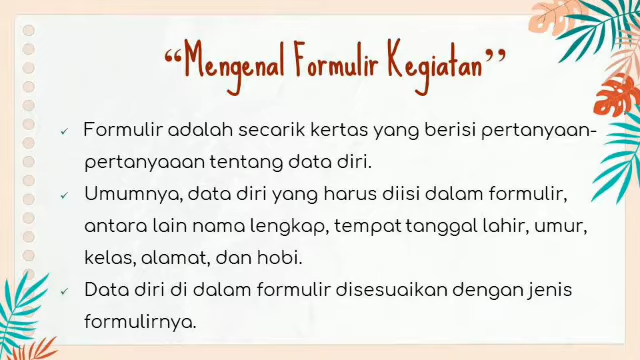 “Mengenal Formulir Kegiatan”
✓ Formulir adalah secarik kertas yang berisi pertanyaan-
pertanyaaan tentang data diri.
✓ Umumnya, data diri yang harus diisi dalam formulir,
antara lain nama lengkap, tempat tanggal lahir, umur,
kelas, alamat, dan hobi.
✓ Data diri di dalam formulir disesuaikan dengan jenis
formulirnya.